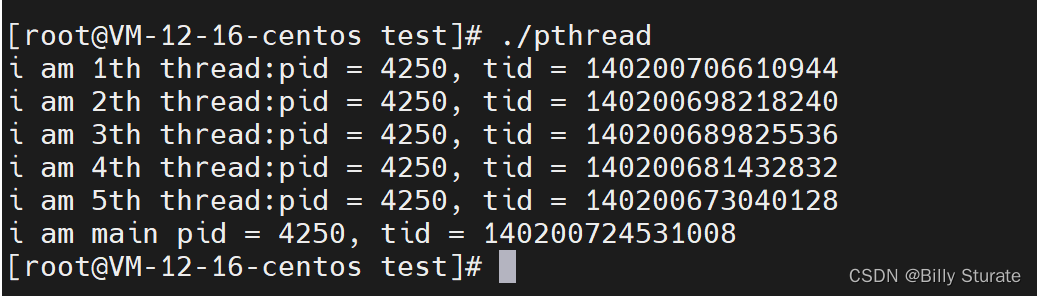 [root@VM-12-16-centos test]# ./pthread
i am 1th thread:pid = 4250, tid = 140200706610944
i am 2th thread:pid = 4250, tid = 140200698218240
i am 3th thread:pid = 4250, tid = 140200689825536
i am 4th thread:pid = 4250, tid = 140200681432832
i am 5th thread:pid = 4250, tid = 140200673040128
i am main pid = 4250, tid = 140200724531008
[root@VM-12-16-centos test]#
CSDN @Billy Sturate